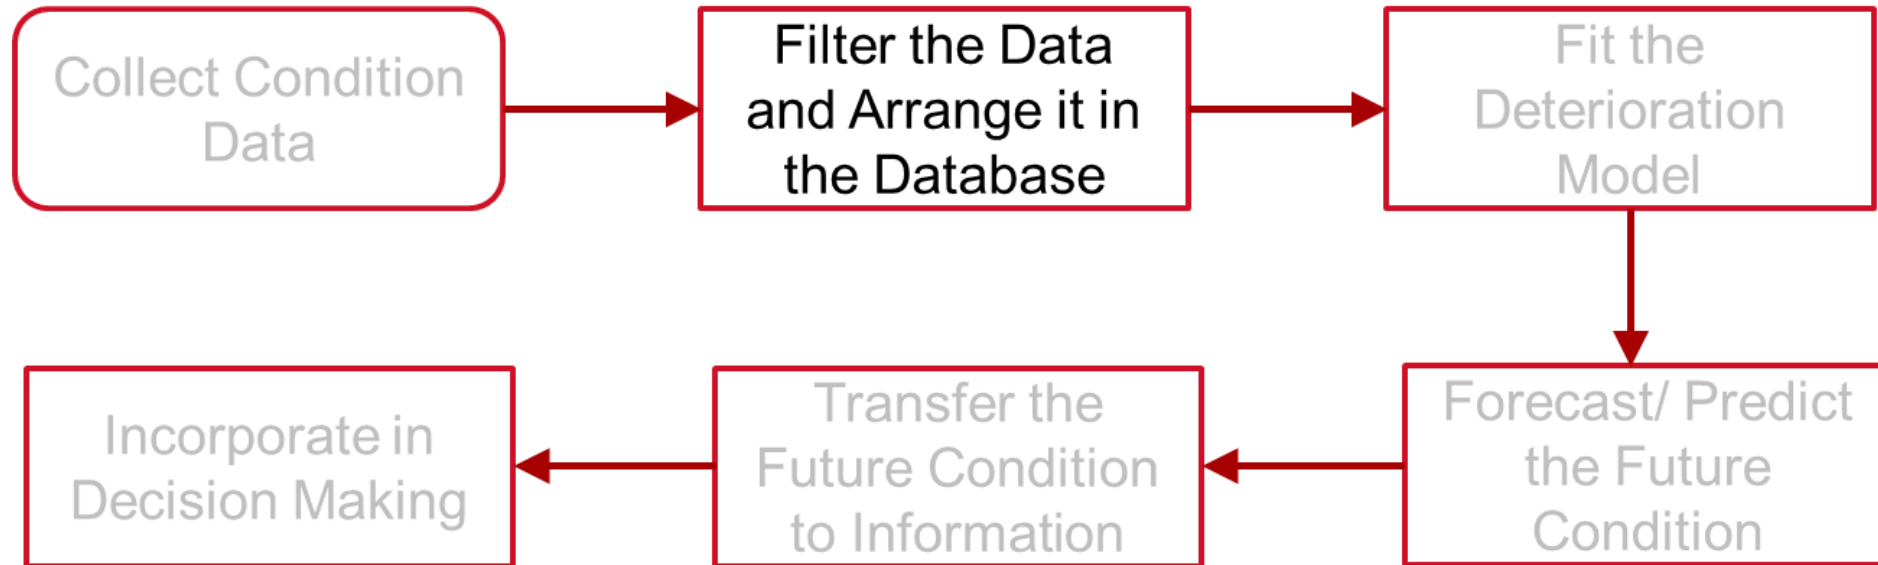 Collect Condition
Data
Filter the Data
and Arrange it in
the Database
Fit the
Deterioration
Model
Forecast/ Predict
the Future
Condition
Transfer the
Future Condition
to Information
Incorporate in
Decision Making